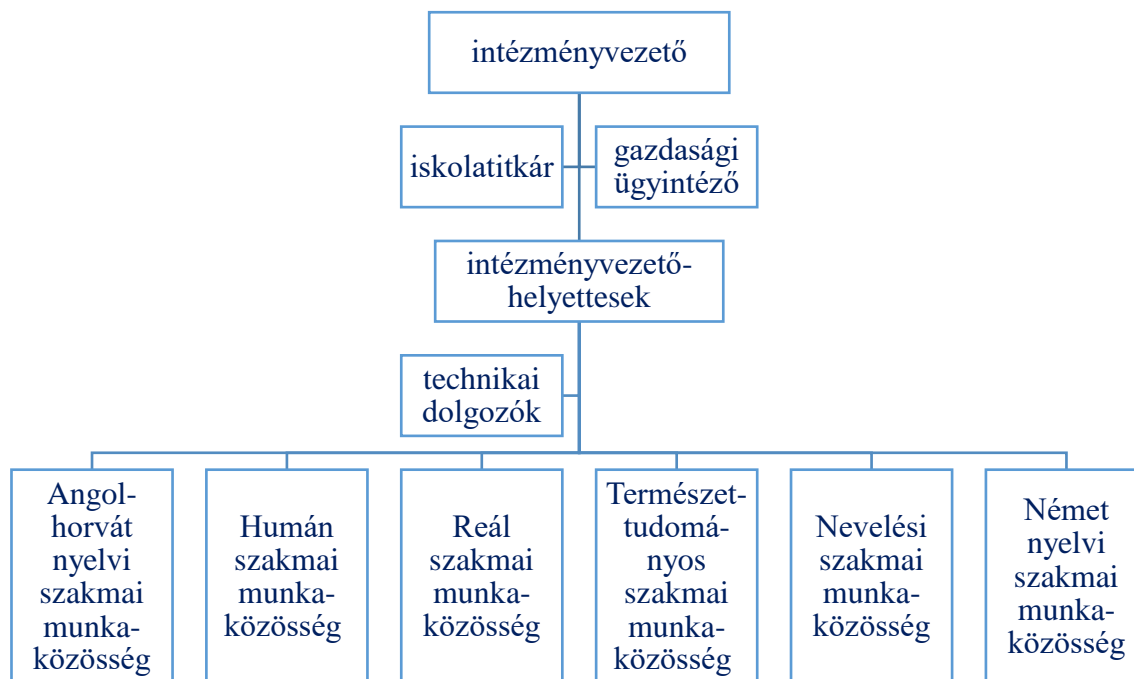 intézményvezető
iskolatitkár
gazdasági
ügyintéző
intézményvezető-
helyettesek
technikai
dolgozók
Angol-
horvát
nyelvi
szakmai
munka-
közösség
Humán
szakmai
munka-
közösség
Reál
szakmai
munka-
közösség
Természet-
tudomá-
nyos
szakmai
munka-
közösség
Nevelési
szakmai
munka-
közösség
Német
nyelvi
szakmai
munka-
közösség